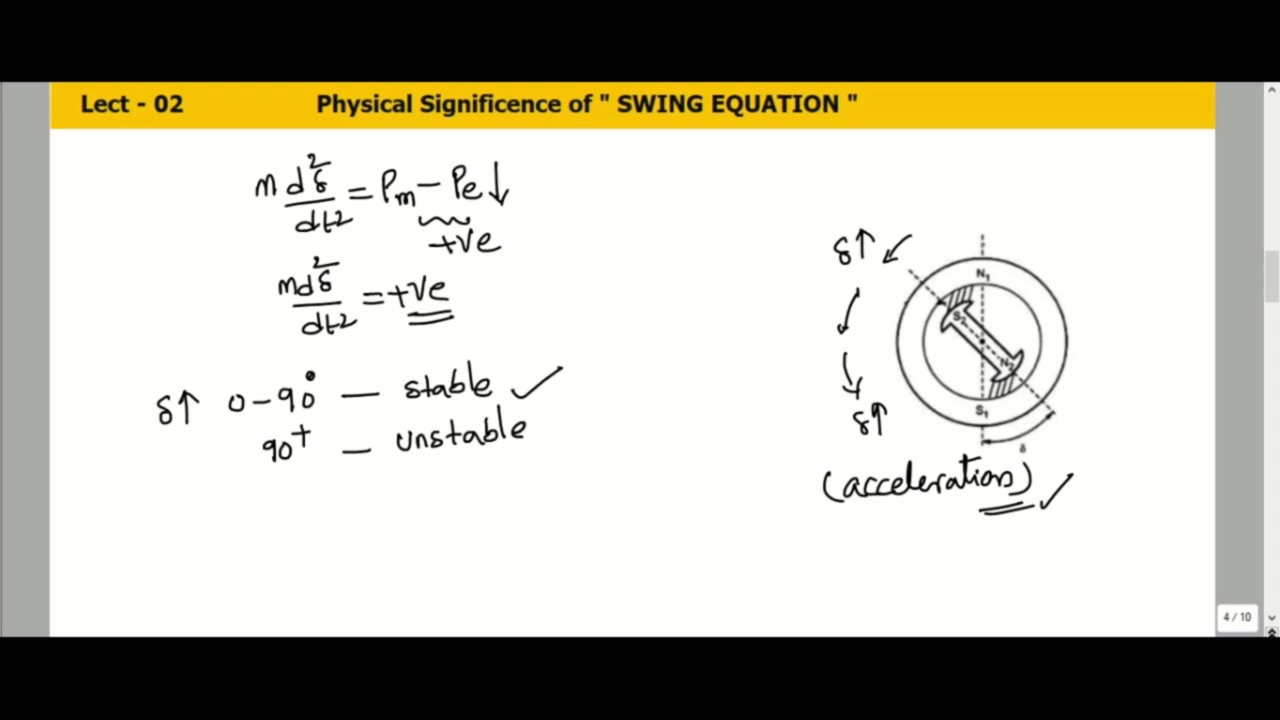 Lect - 02 Physical Significence of " SWING EQUATION "
M d²δ/dt² = Pm - Pe ↓
+ve
Md²δ/dt² = +ve
δ↑ 0-90° — stable ✓
90+ — unstable
δ↑
N1
S2
N2
S1
δ
δ↑
(acceleration) ✓
4 / 10